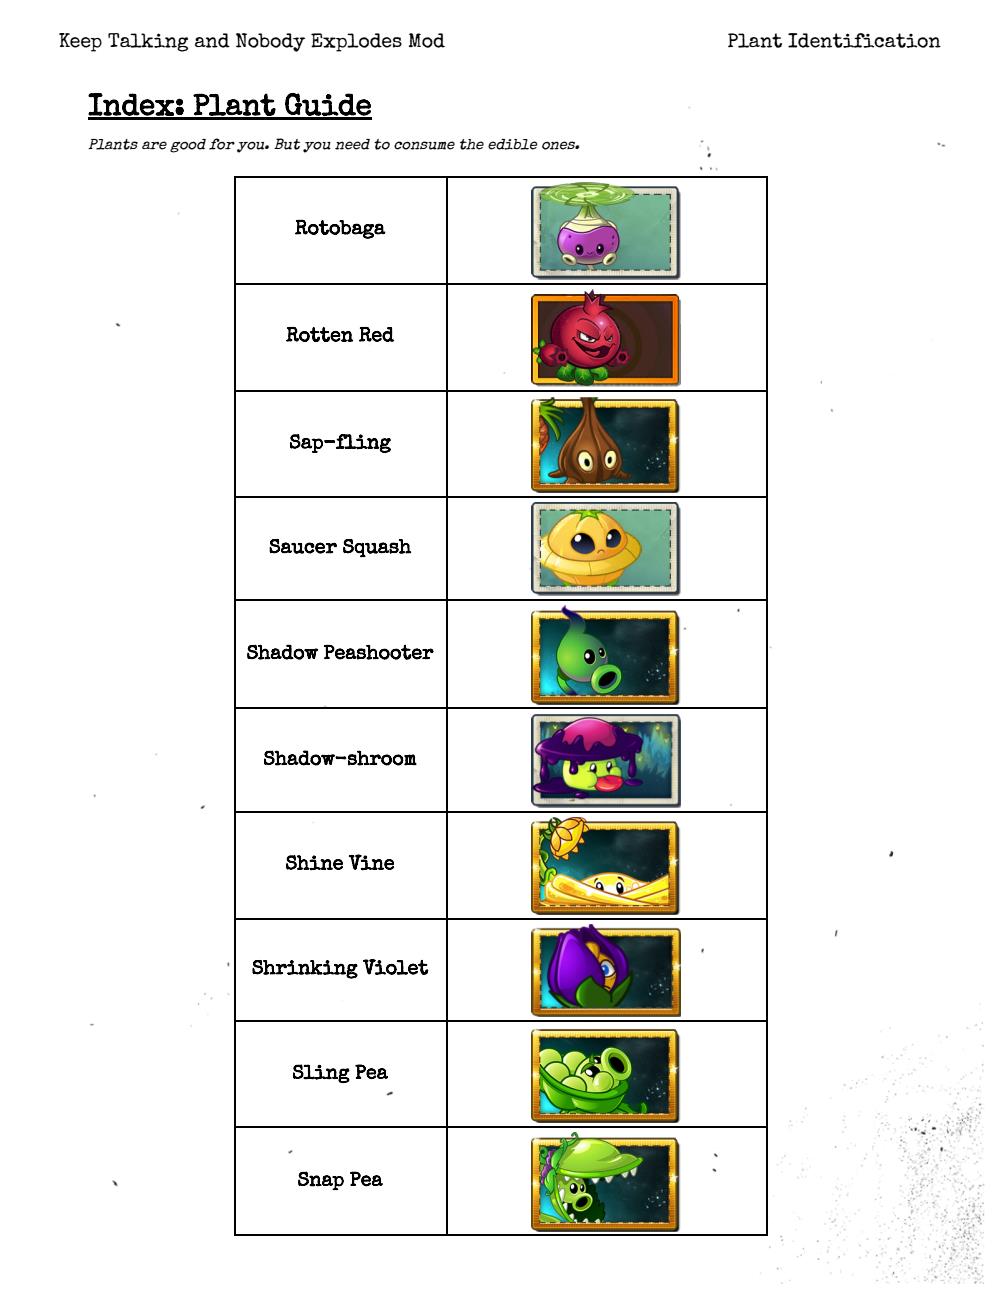 Keep Talking and Nobody Explodes Mod
Plant Identification
Index: Plant Guide
Plants are good for you. But you need to consume the edible ones.
Rotobaga
Rotten Red
Sap-fling
Saucer Squash
Shadow Peashooter
Shadow-shroom
Shine Vine
Shrinking Violet
Sling Pea
Snap Pea